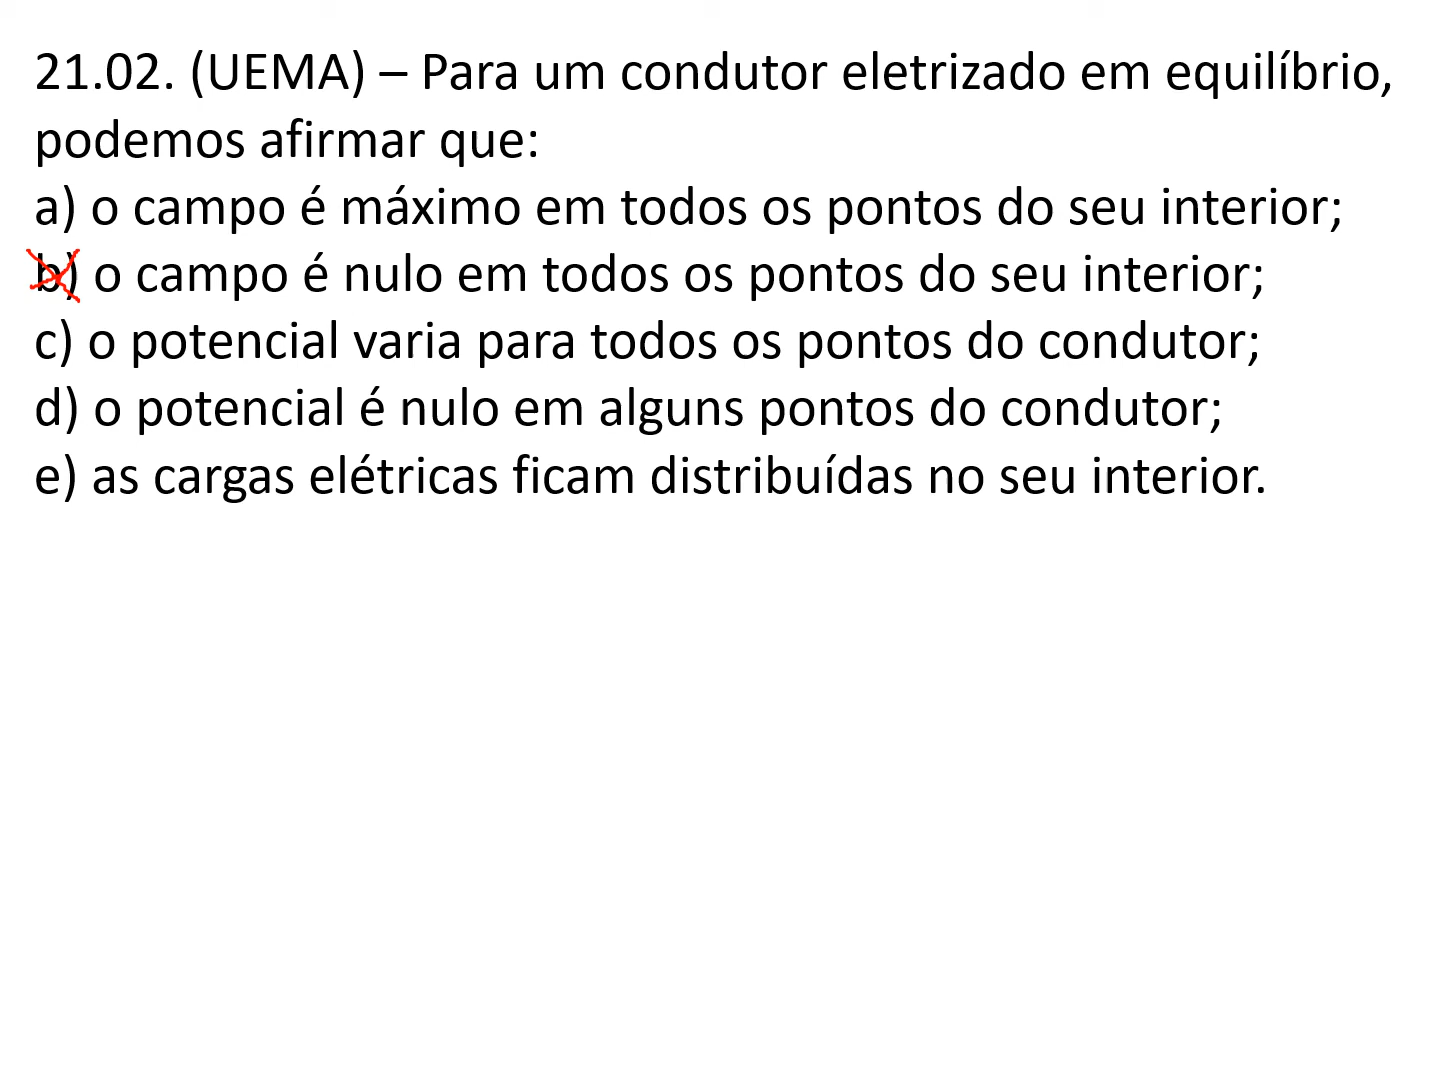 21.02. (UEMA) – Para um condutor eletrizado em equilíbrio,
podemos afirmar que:
a) o campo é máximo em todos os pontos do seu interior;
b) o campo é nulo em todos os pontos do seu interior;
c) o potencial varia para todos os pontos do condutor;
d) o potencial é nulo em alguns pontos do condutor;
e) as cargas elétricas ficam distribuídas no seu interior.